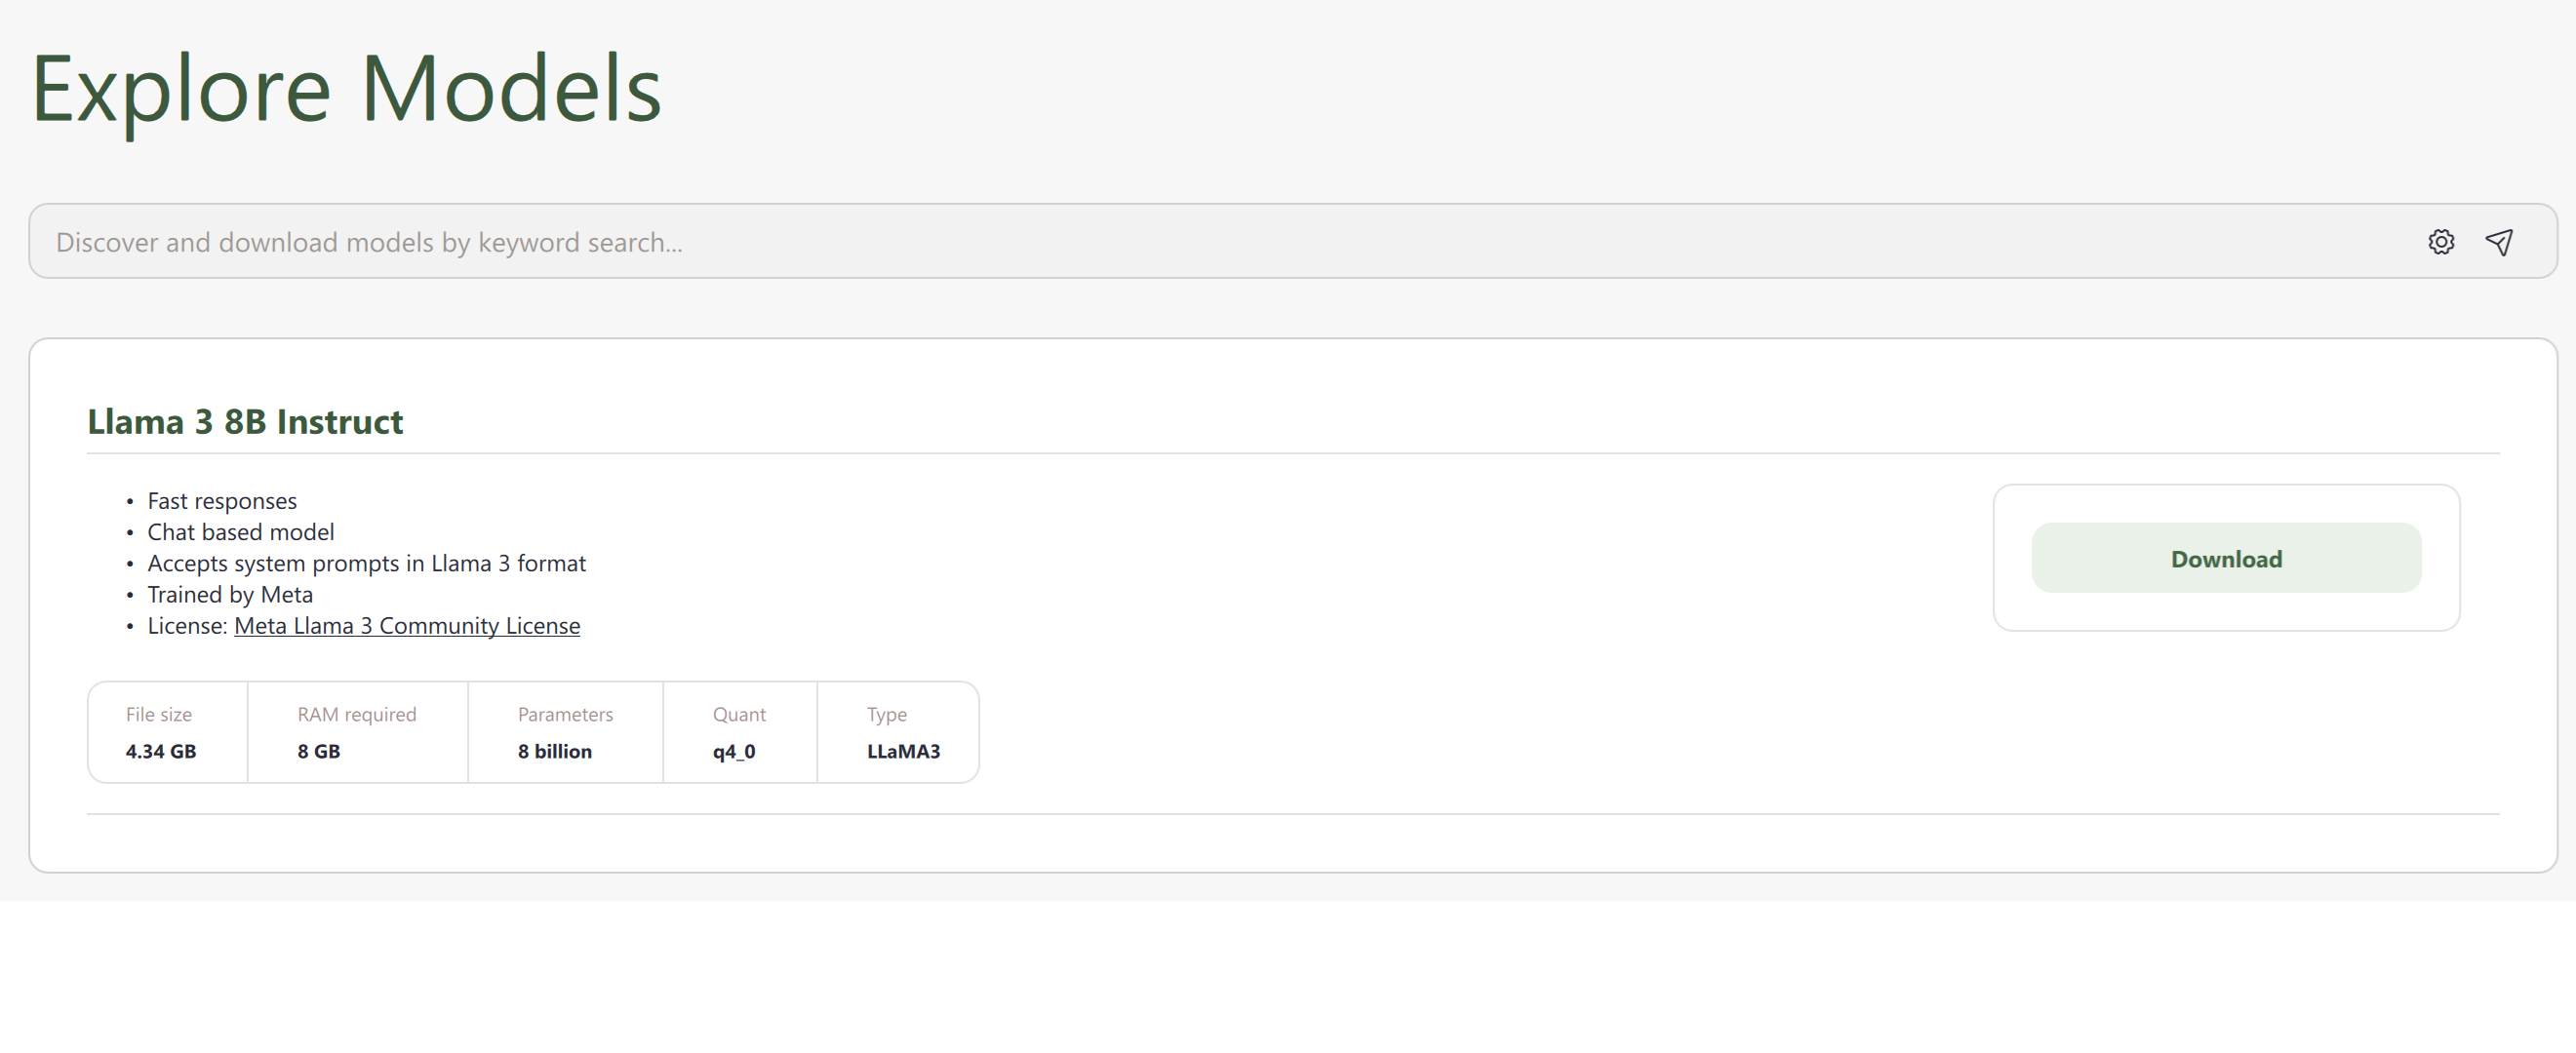 Explore Models
Discover and download models by keyword search...
Llama 3 8B Instruct
• Fast responses
• Chat based model
• Accepts system prompts in Llama 3 format
• Trained by Meta
• License: Meta Llama 3 Community License
Download
File size RAM required Parameters Quant Type
4.34 GB 8 GB 8 billion q4_0 LLaMA3